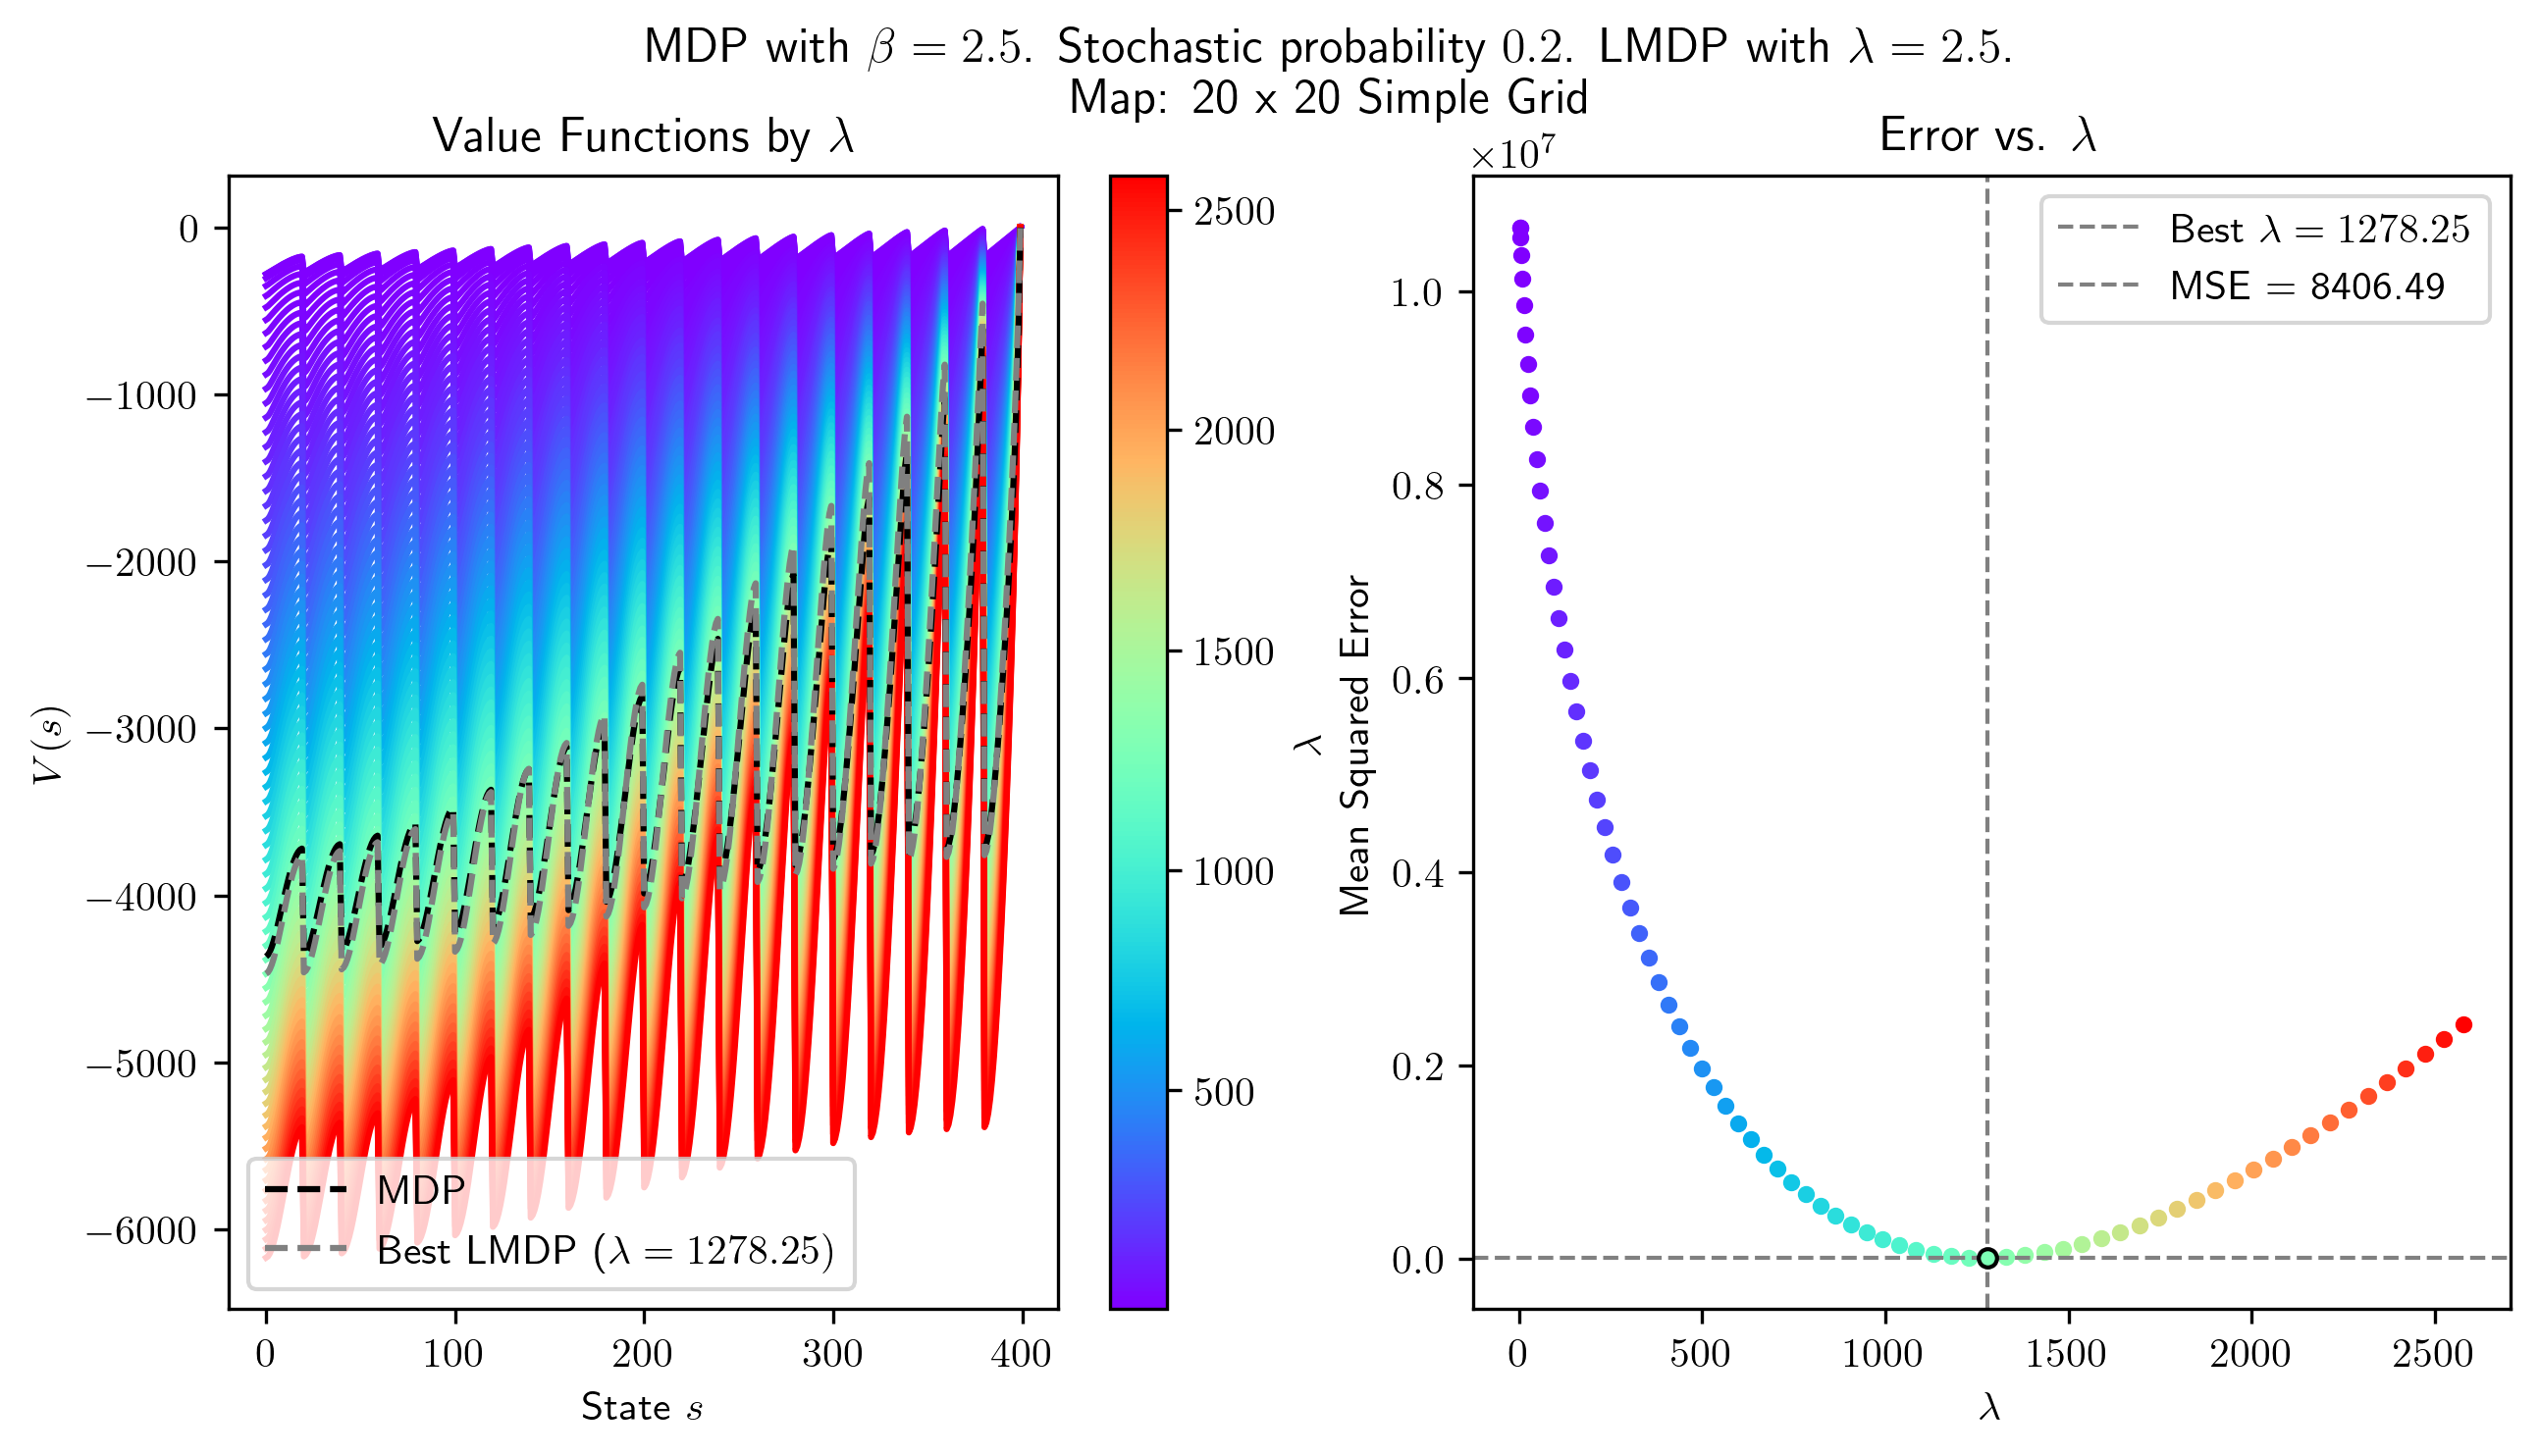 MDP with β = 2.5. Stochastic probability 0.2. LMDP with λ = 2.5.
Map: 20 x 20 Simple Grid
Value Functions by λ
V(s)
0
−1000
−2000
−3000
−4000
−5000
−6000
MDP
Best LMDP (λ = 1278.25)
0 100 200 300 400
State s
2500
2000
1500
1000
500
λ
Error vs. λ
×10⁷
Mean Squared Error
1.0
0.8
0.6
0.4
0.2
0.0
Best λ = 1278.25
MSE = 8406.49
0 500 1000 1500 2000 2500
λ